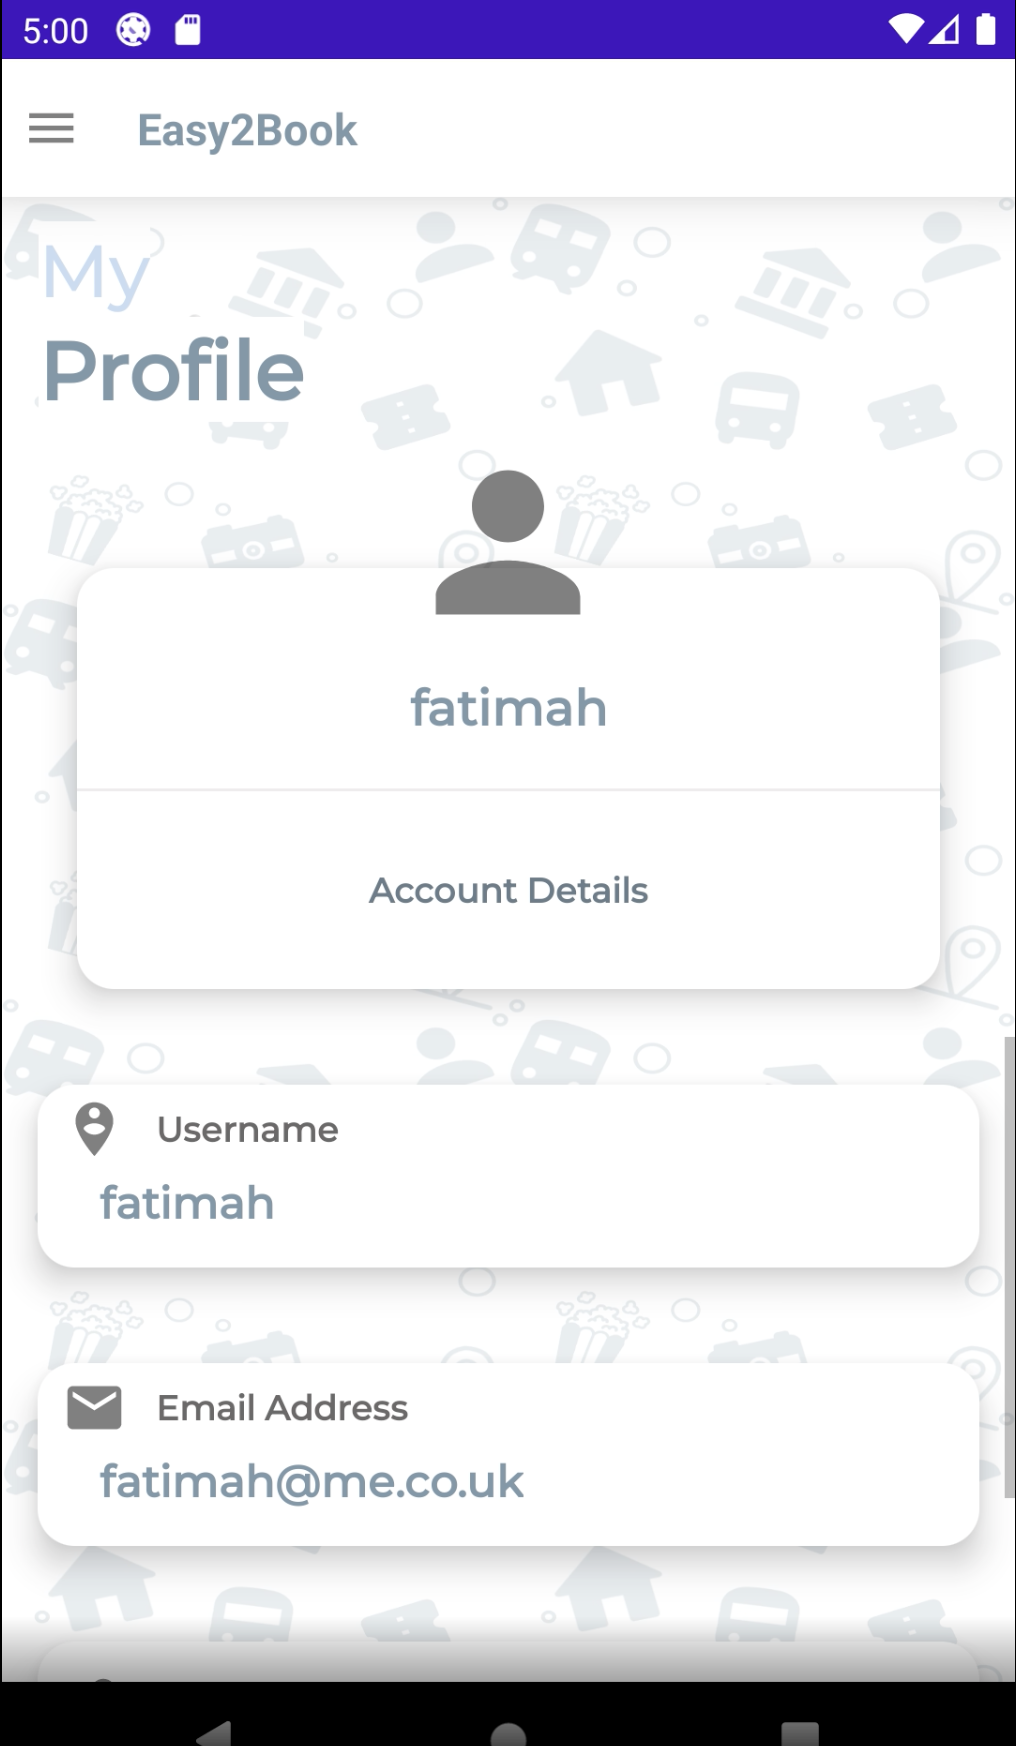 5:00
Easy2Book
My
Profile
fatimah
Account Details
Username
fatimah
Email Address
fatimah@me.co.uk